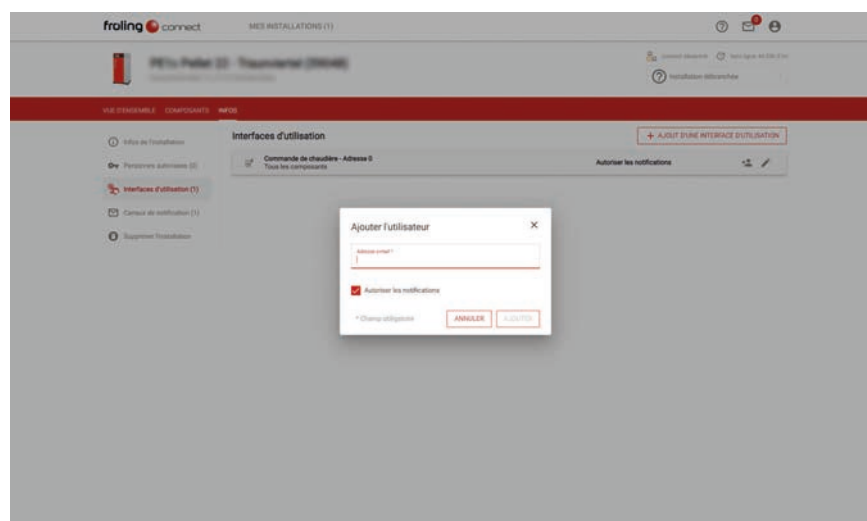 froling connect
MES INSTALLATIONS (1)
0
Installation débranchée
VUE D'ENSEMBLE COMPOSANTS INFOS
Infos de l'installation
Interfaces d'utilisation
+ AJOUT D'UNE INTERFACE D'UTILISATION
Personnes autorisées (0)
Commande de chaudière - Adresse 0
Tous les composants
Autoriser les notifications
Interfaces d'utilisation (1)
Canaux de notification (1)
Supprimer l'installation
Ajouter l'utilisateur
Adresse e-mail *
Autoriser les notifications
* Champ obligatoire
ANNULER
AJOUTER